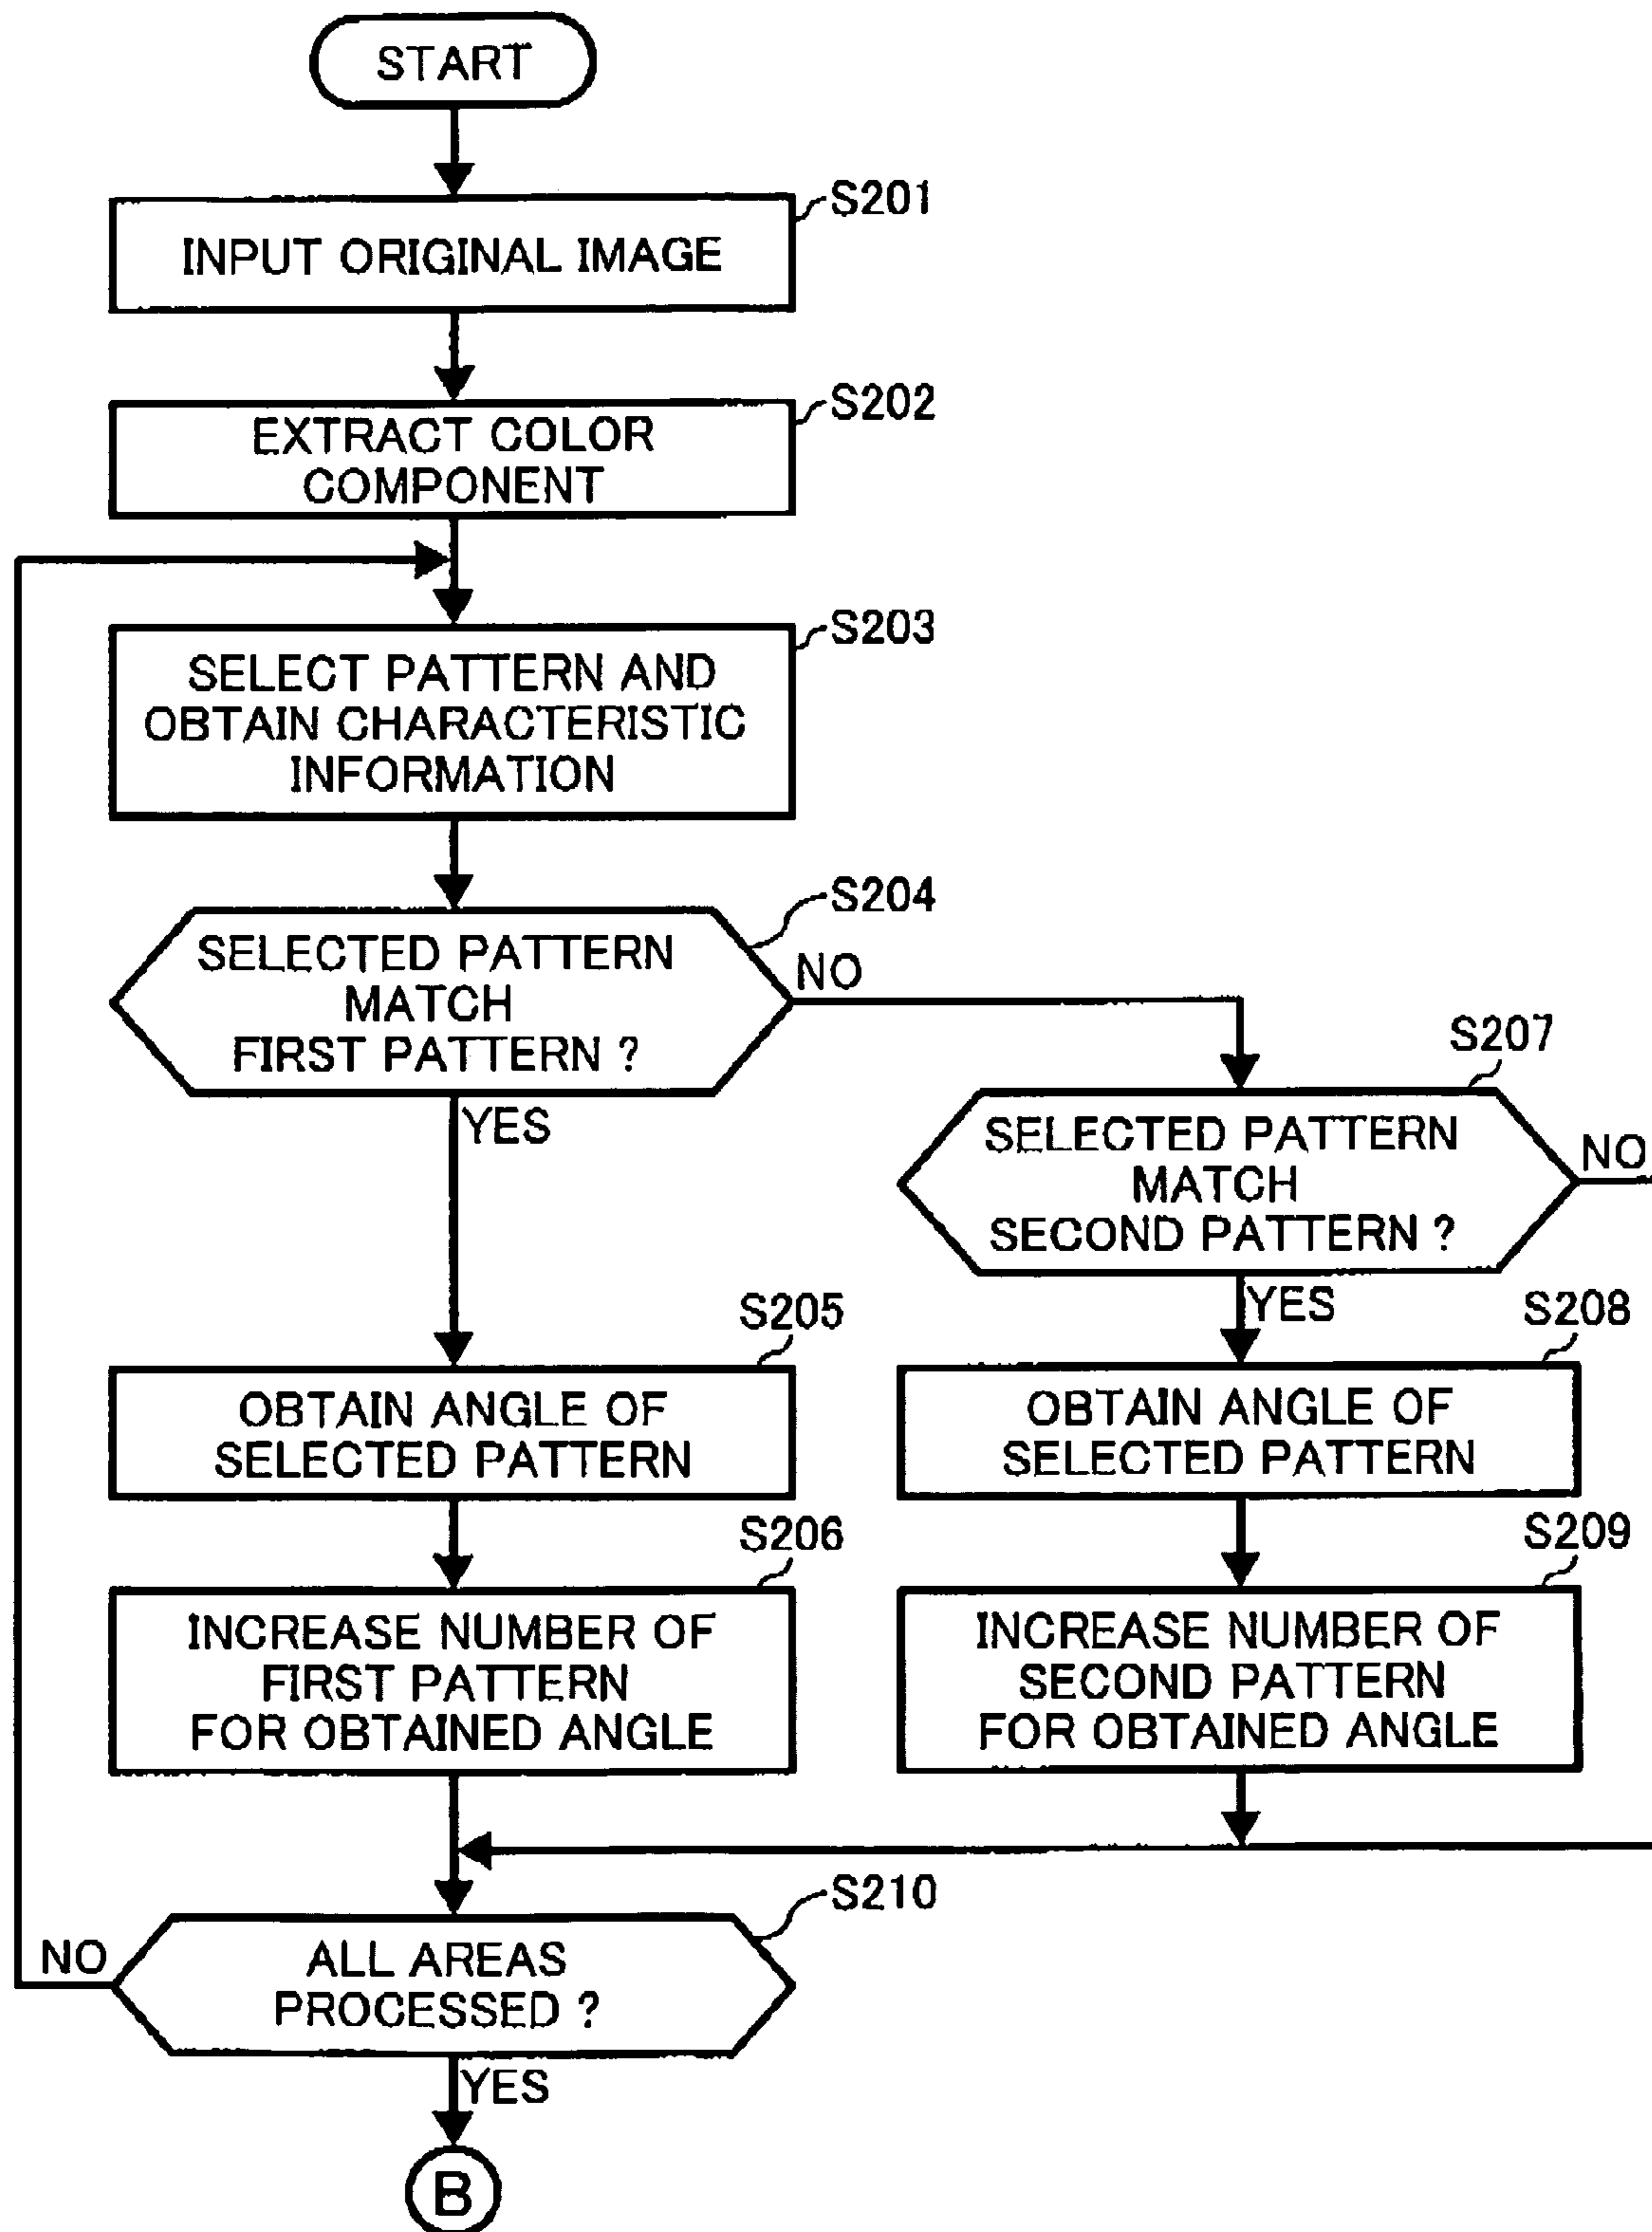 START
S201
INPUT ORIGINAL IMAGE
S202
EXTRACT COLOR
COMPONENT
S203
SELECT PATTERN AND
OBTAIN CHARACTERISTIC
INFORMATION
S204
SELECTED PATTERN
MATCH
FIRST PATTERN ?
NO
YES
S207
SELECTED PATTERN
MATCH
SECOND PATTERN ?
NO
YES
S205
OBTAIN ANGLE OF
SELECTED PATTERN
S208
OBTAIN ANGLE OF
SELECTED PATTERN
S206
INCREASE NUMBER OF
FIRST PATTERN
FOR OBTAINED ANGLE
S209
INCREASE NUMBER OF
SECOND PATTERN
FOR OBTAINED ANGLE
S210
ALL AREAS
PROCESSED ?
NO
YES
B